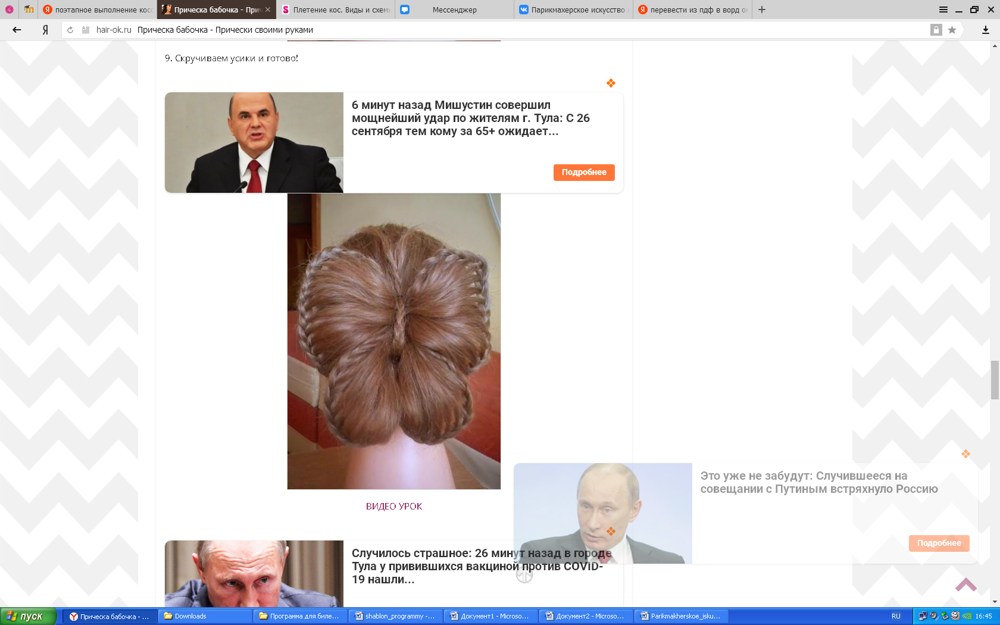 поэтапное выполнение кос
Прическа бабочка - При
Плетение кос. Виды и схем
Мессенджер
Парикмахерское искусство
перевести из пдф в ворд о
Я
hair-ok.ru Прическа бабочка - Прически своими руками
9. Скручиваем усики и готово!
6 минут назад Мишустин совершил
мощнейший удар по жителям г. Тула: С 26
сентября тем кому за 65+ ожидает...
Подробнее
Это уже не забудут: Случившееся на
совещании с Путиным встряхнуло Россию
Подробнее
ВИДЕО УРОК
Случилось страшное: 26 минут назад в городе
Тула у привившихся вакциной против COVID-
19 нашли...
пуск
Прическа бабочка - ...
Downloads
Программа для биле...
shablon_programmy -...
Документ1 - Microso...
Документ2 - Microso...
Parikmakherskoe_isku...
RU
16:45